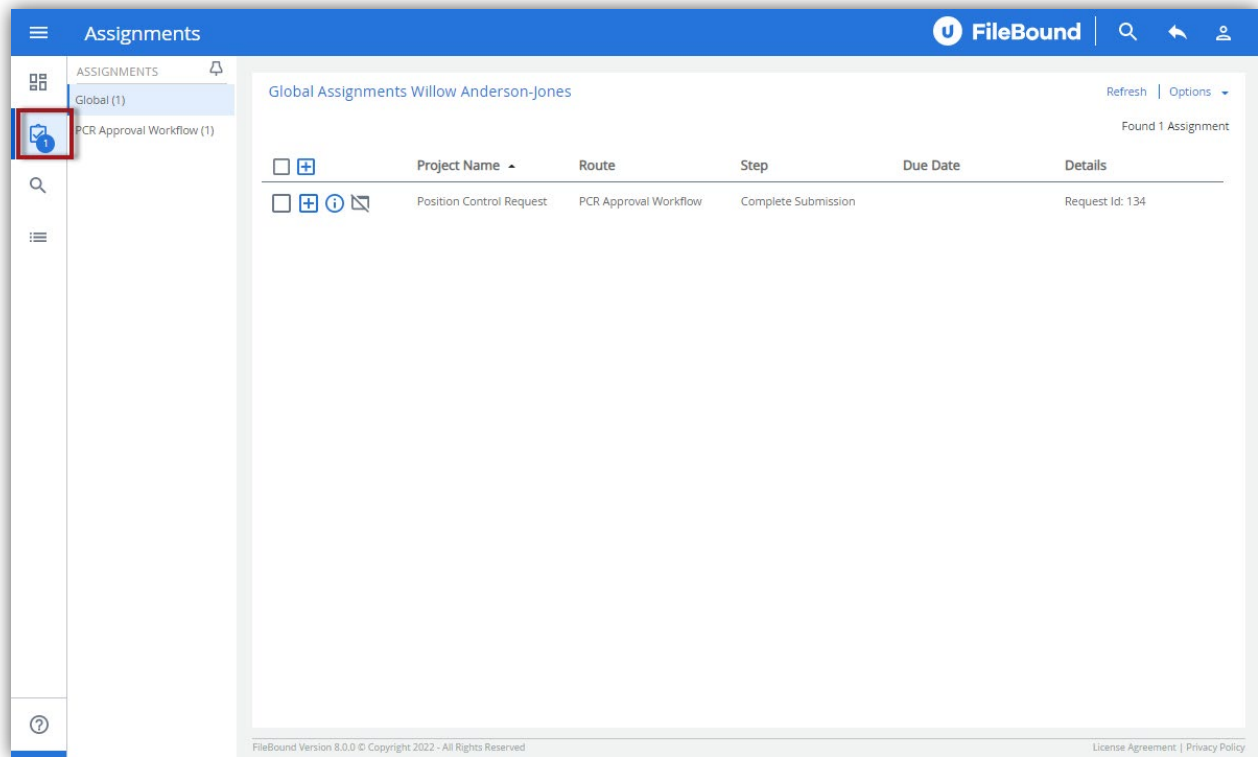 Assignments
FileBound
ASSIGNMENTS
Global (1)
PCR Approval Workflow (1)
1
Global Assignments Willow Anderson-Jones
Refresh | Options
Found 1 Assignment
Project Name Route Step Due Date Details
Position Control Request PCR Approval Workflow Complete Submission Request Id: 134
FileBound Version 8.0.0 © Copyright 2022 - All Rights Reserved
License Agreement | Privacy Policy